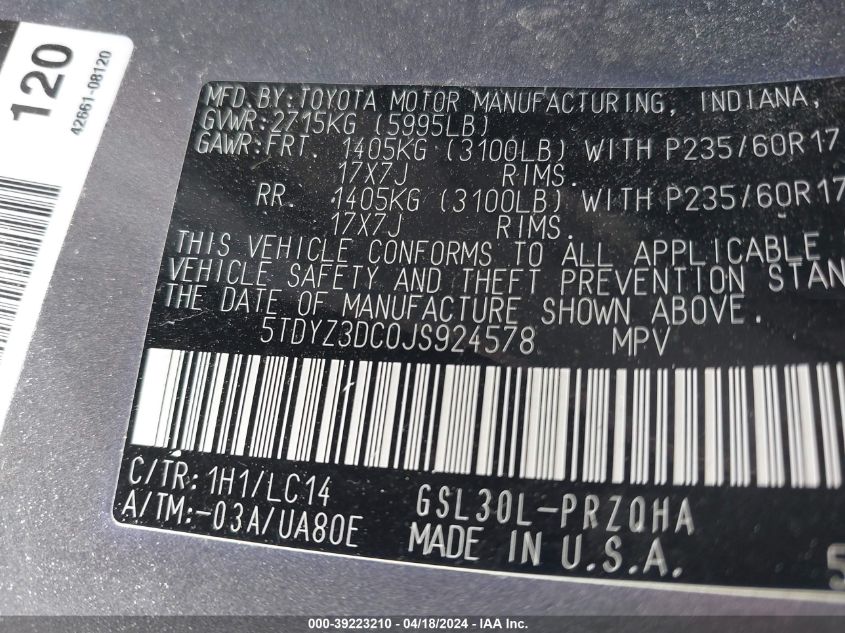 120
42661-08120
MFD.BY:TOYOTA MOTOR MANUFACTURING, INDIANA,
GVWR:2715KG (5995LB)
GAWR:FRT. 1405KG (3100LB) WITH P235/60R17
17X7J RIMS.
RR. 1405KG (3100LB) WITH P235/60R17
17X7J RIMS.
THIS VEHICLE CONFORMS TO ALL APPLICABLE
VEHICLE SAFETY AND THEFT PREVENTION STAN
THE DATE OF MANUFACTURE SHOWN ABOVE.
5TDYZ3DC0JS924578 MPV
C/TR: 1H1/LC14 GSL30L-PRZQHA
A/TM:-03A/UA80E MADE IN U.S.A.
000-39223210 - 04/18/2024 - IAA Inc.